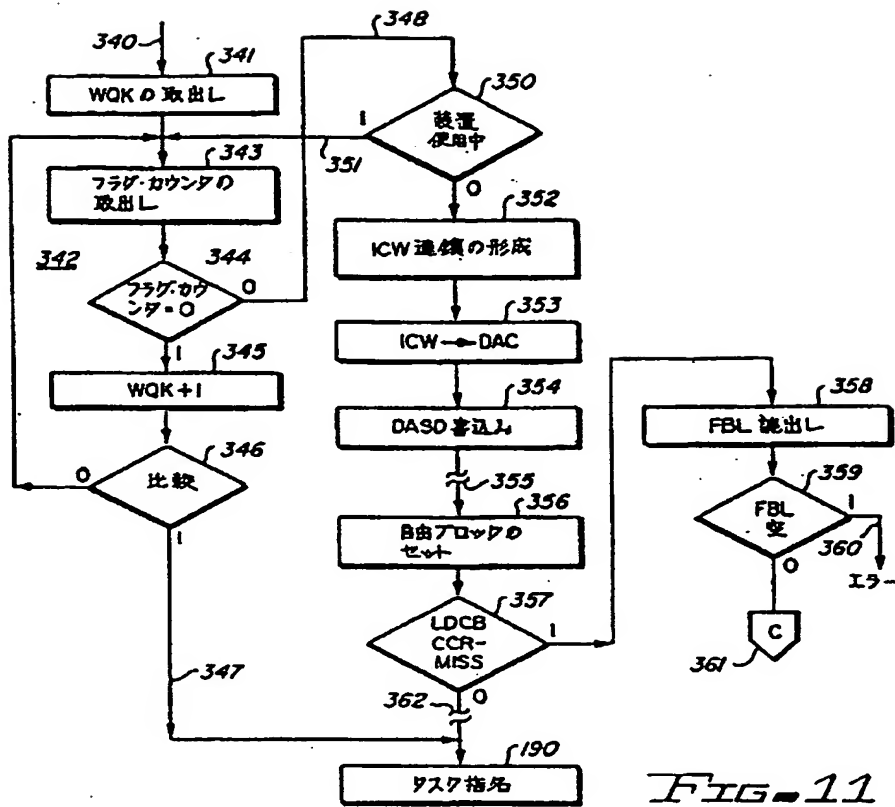 340
341
WQKの取出し
343
フラグ・カウンタの
取出し
342
344
フラグ・カウ
ンタ=0
0
1
345
WQK+1
346
比較
0
1
347
348
350
装置
使用中
1
351
0
352
ICW連鎖の形成
353
ICW→DAC
354
DASD書込み
355
356
自由ブロックの
セット
357
LDCB
CCR-
MISS
1
0
362
190
タスク指名
358
FBL読出し
359
FBL
空
1
360
エラー
0
C
361
FIG-11